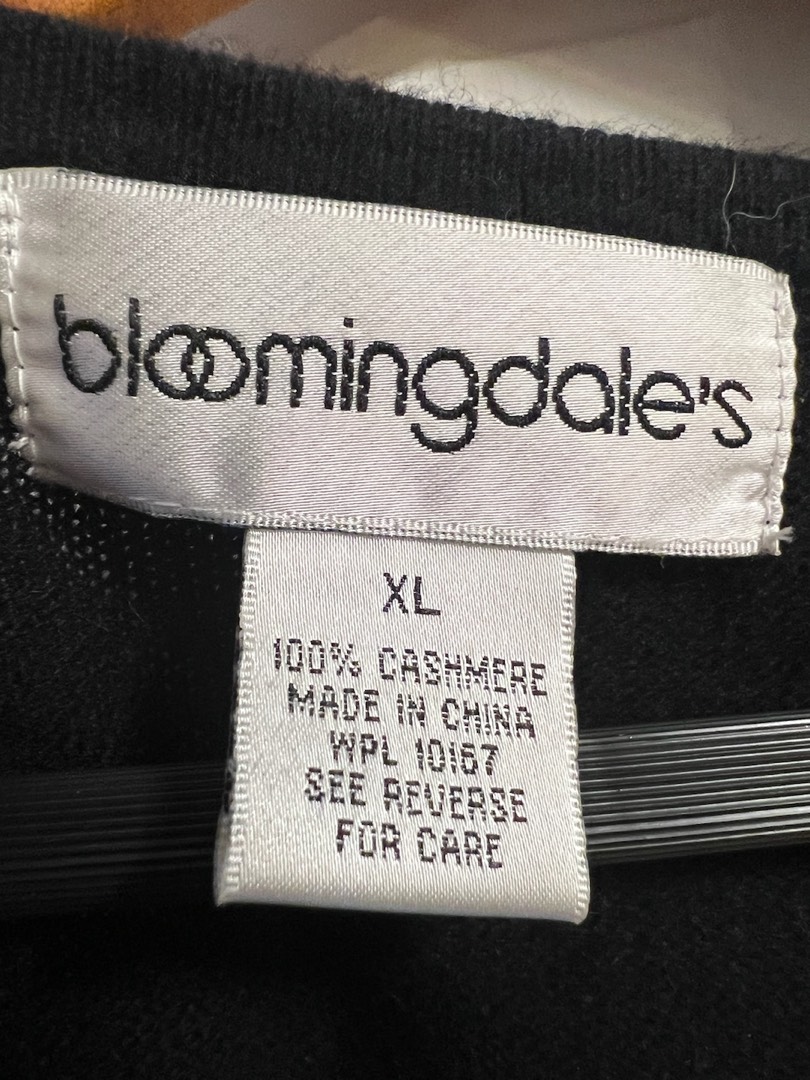 bloomingdale's
XL
100% CASHMERE
MADE IN CHINA
WPL 10167
SEE REVERSE
FOR CARE